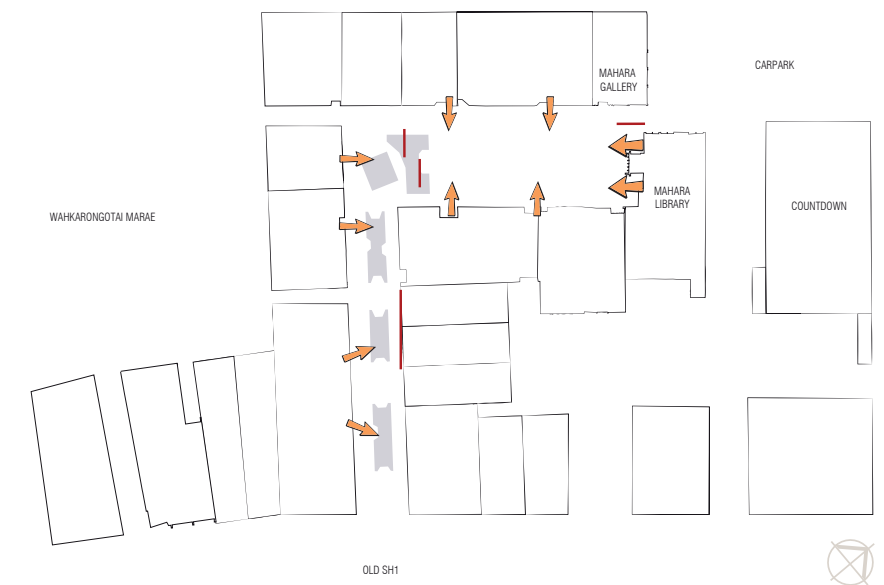 CARPARK
MAHARA
GALLERY
MAHARA
LIBRARY
COUNTDOWN
WAHKARONGOTAI MARAE
OLD SH1